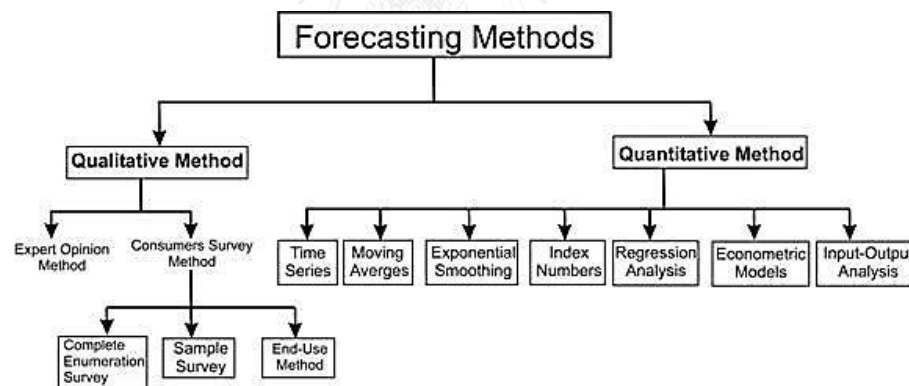 Forecasting Methods
Qualitative Method
Quantitative Method
Expert Opinion
Method
Consumers Survey
Method
Time
Series
Moving
Averges
Exponential
Smoothing
Index
Numbers
Regression
Analysis
Econometric
Models
Input-Output
Analysis
Complete
Enumeration
Survey
Sample
Survey
End-Use
Method